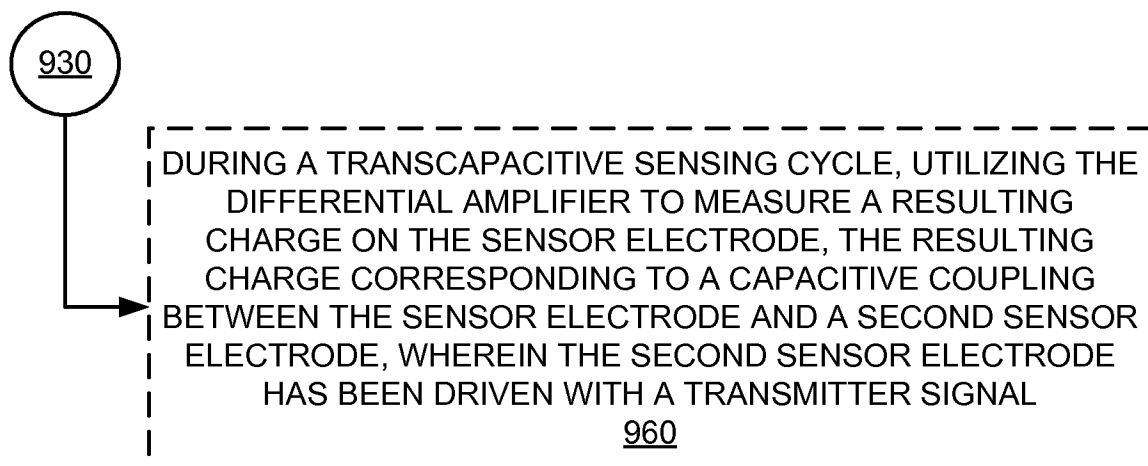 930
DURING A TRANSCAPACITIVE SENSING CYCLE, UTILIZING THE
DIFFERENTIAL AMPLIFIER TO MEASURE A RESULTING
CHARGE ON THE SENSOR ELECTRODE, THE RESULTING
CHARGE CORRESPONDING TO A CAPACITIVE COUPLING
BETWEEN THE SENSOR ELECTRODE AND A SECOND SENSOR
ELECTRODE, WHEREIN THE SECOND SENSOR ELECTRODE
HAS BEEN DRIVEN WITH A TRANSMITTER SIGNAL
960